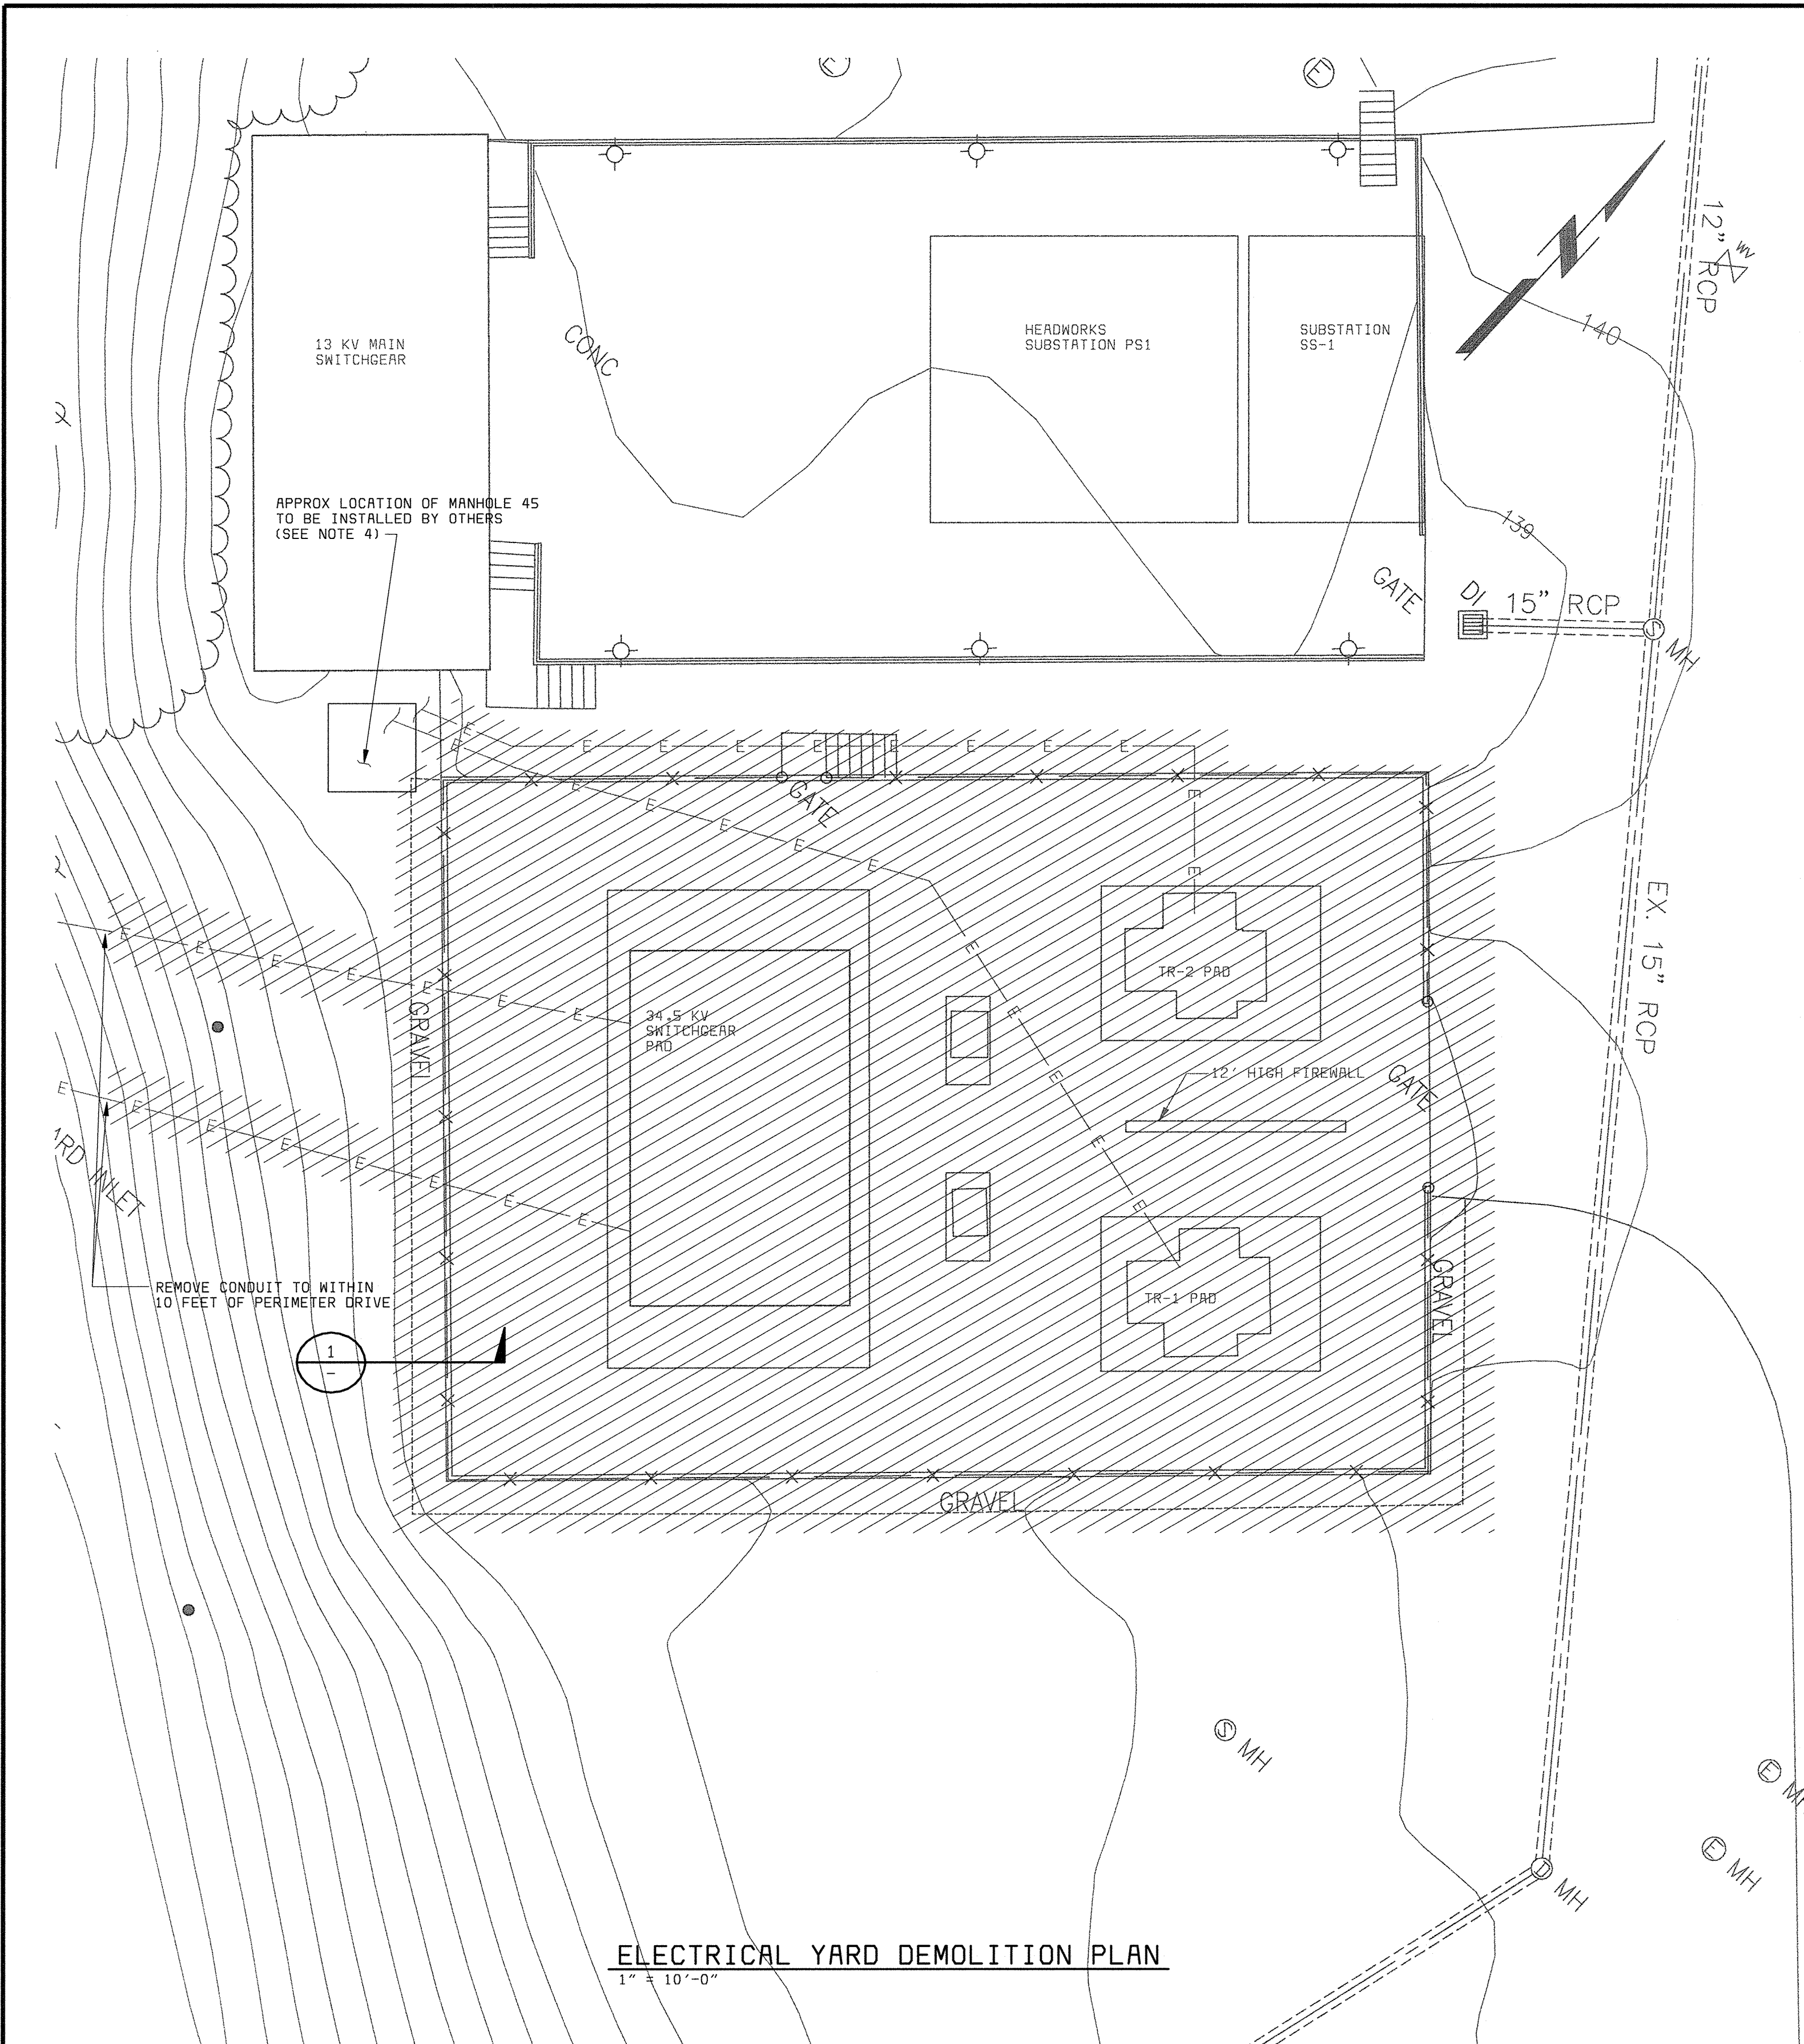 E
E
12" RCP
WV
140
13 KV MAIN
SWITCHGEAR
CONC
HEADWORKS
SUBSTATION PS1
SUBSTATION
SS-1
APPROX LOCATION OF MANHOLE 45
TO BE INSTALLED BY OTHERS
(SEE NOTE 4)
139
GATE
DI
15" RCP
S
MH
E E E E E E E E
E
GATE
E
E
E E E E E
EX. 15" RCP
E E E E E E E
TR-2 PAD
GRAVEL
34.5 KV
SWITCHGEAR
PAD
E E E E E
12' HIGH FIREWALL
GATE
E E E E E E E E
ARD INLET
REMOVE CONDUIT TO WITHIN
10 FEET OF PERIMETER DRIVE
TR-1 PAD
GRAVEL
1
-
GRAVEL
S
MH
E
E
MH
D
MH
ELECTRICAL YARD DEMOLITION PLAN
1" = 10'-0"